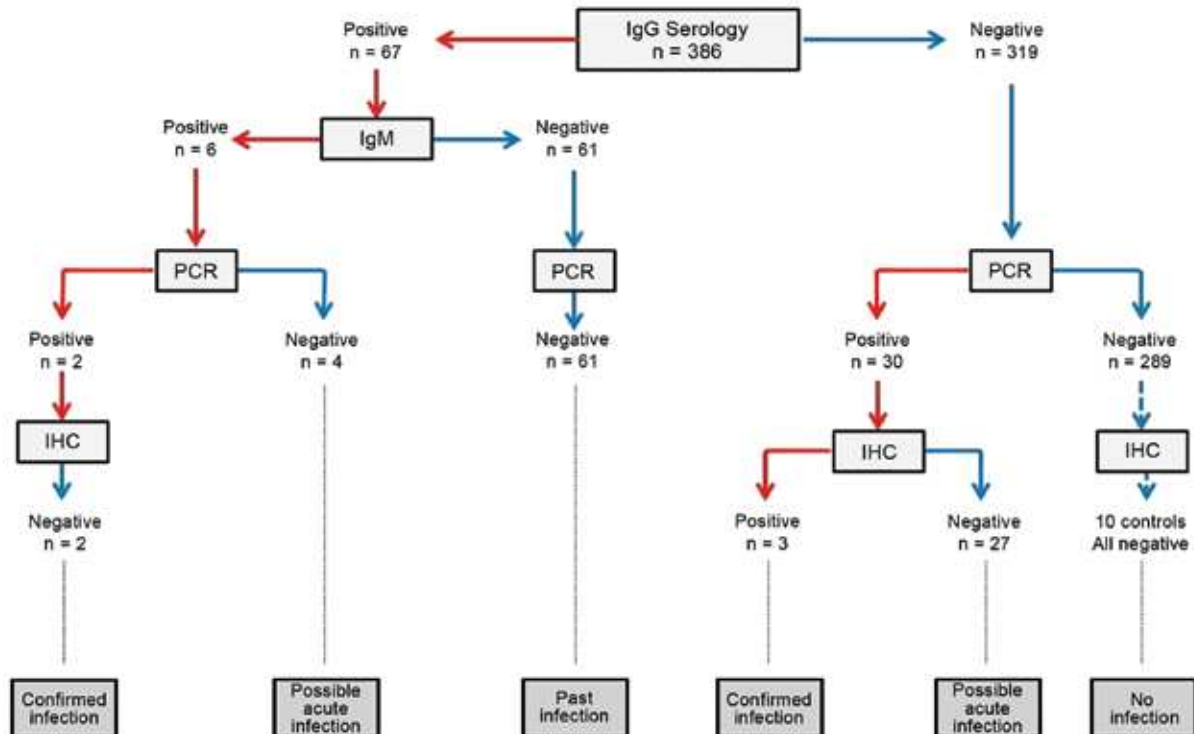 IgG Serology
n = 386
Positive
n = 67
Negative
n = 319
IgM
Positive
n = 6
Negative
n = 61
PCR
PCR
PCR
Positive
n = 2
Negative
n = 4
Negative
n = 61
Positive
n = 30
Negative
n = 289
IHC
IHC
IHC
Negative
n = 2
Positive
n = 3
Negative
n = 27
10 controls
All negative
Confirmed
infection
Possible
acute
infection
Past
infection
Confirmed
infection
Possible
acute
infection
No
infection